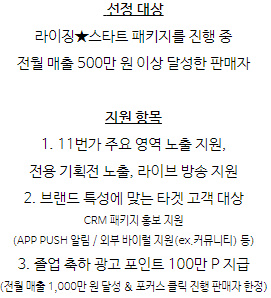 선정 대상
라이징★스타트 패키지를 진행 중
전월 매출 500만 원 이상 달성한 판매자
지원 항목
1. 11번가 주요 영역 노출 지원,
전용 기획전 노출, 라이브 방송 지원
2. 브랜드 특성에 맞는 타겟 고객 대상
CRM 패키지 홍보 지원
(APP PUSH 알림 / 외부 바이럴 지원(ex.커뮤니티) 등)
3. 졸업 축하 광고 포인트 100만 P 지급
(전월 매출 1,000만 원 달성 & 포커스 클릭 진행 판매자 한정)